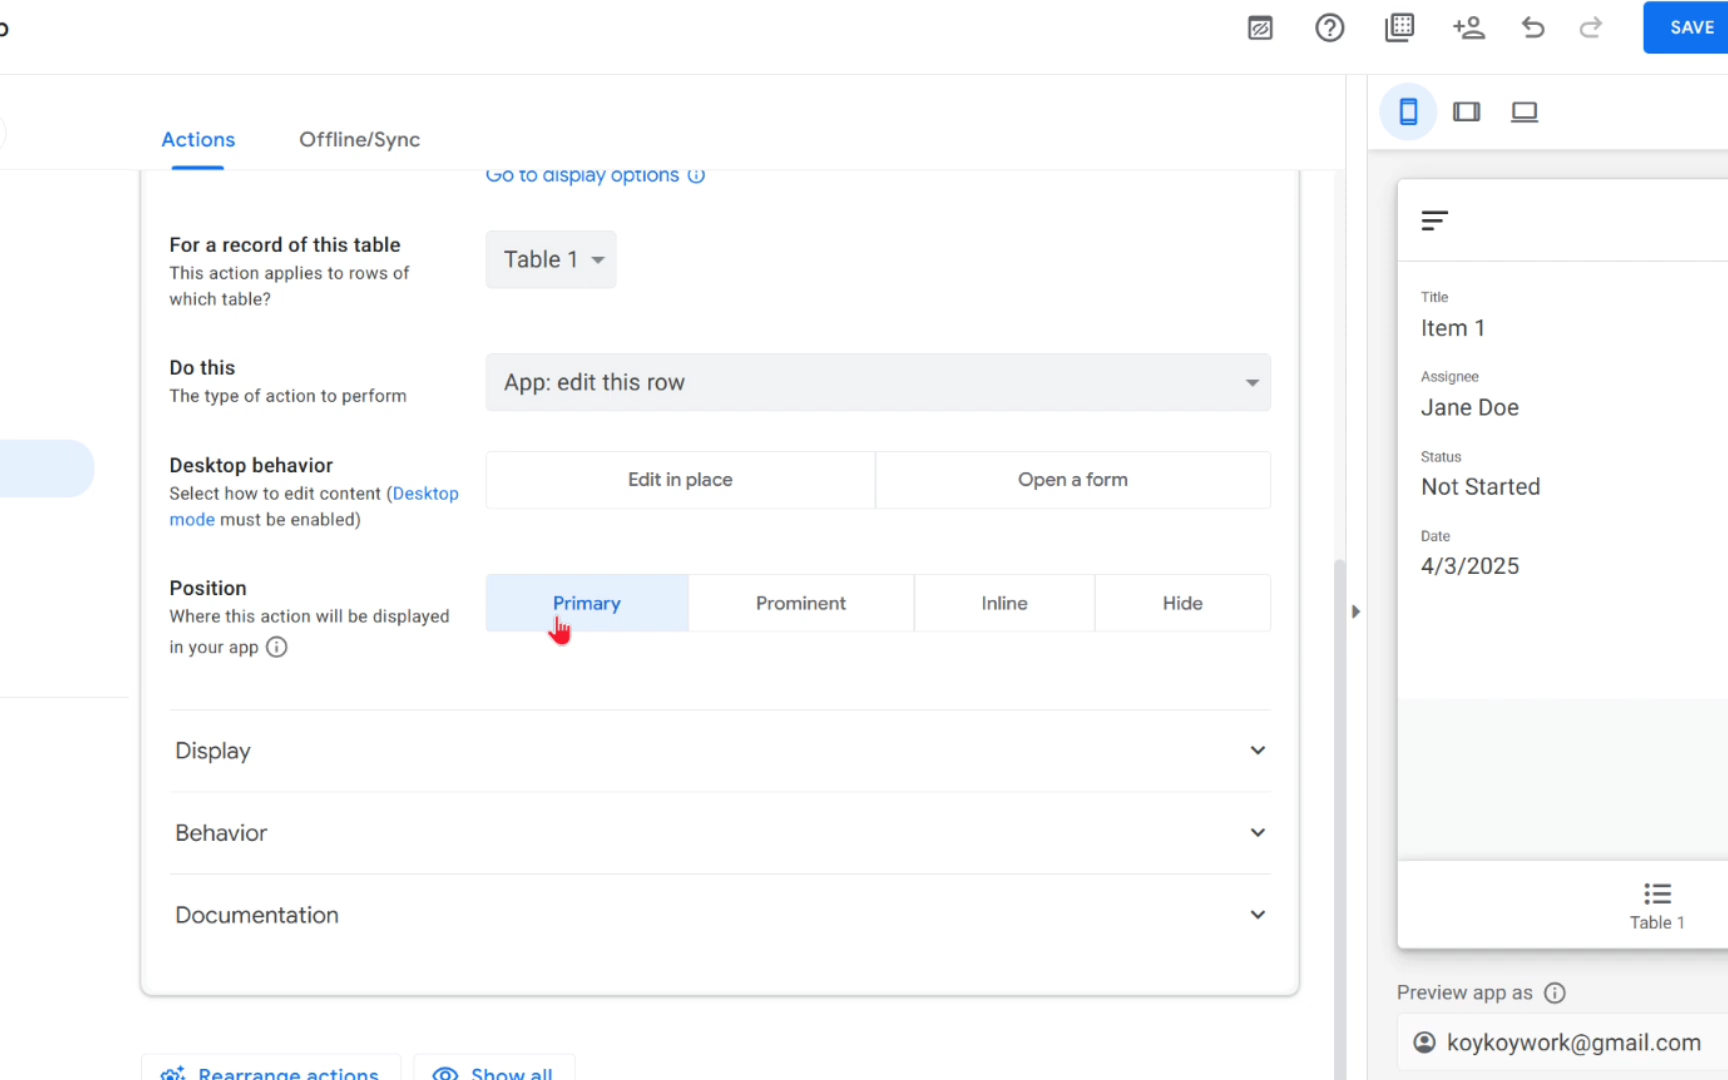 SAVE
Actions
Offline/Sync
Go to display options
For a record of this table
This action applies to rows of
which table?
Table 1
Do this
The type of action to perform
App: edit this row
Desktop behavior
Select how to edit content (Desktop
mode must be enabled)
Edit in place
Open a form
Position
Where this action will be displayed
in your app
Primary
Prominent
Inline
Hide
Display
Behavior
Documentation
Rearrange actions
Show all
Title
Item 1
Assignee
Jane Doe
Status
Not Started
Date
4/3/2025
Table 1
Preview app as
koykoywork@gmail.com